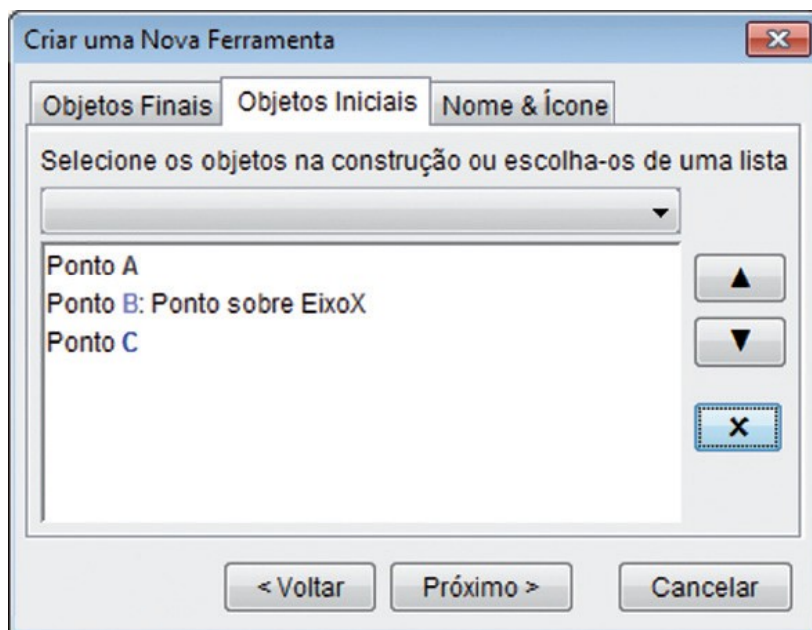 Criar uma Nova Ferramenta
Objetos Finais Objetos Iniciais Nome & Ícone
Selecione os objetos na construção ou escolha-os de uma lista
Ponto A
Ponto B: Ponto sobre EixoX
Ponto C
< Voltar Próximo > Cancelar